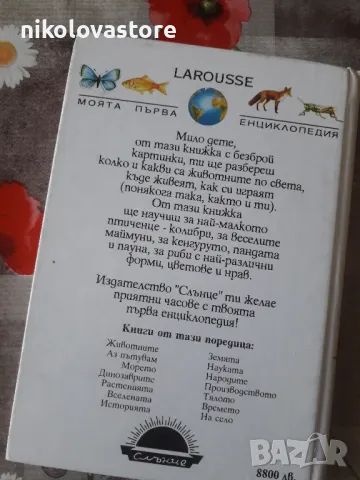 @ nikolovastore
LAROUSSE
МОЯТА ПЪРВА ЕНЦИКЛОПЕДИЯ
Мило дете,
от тази книжка с безброй
картинки, ти ще разбереш
колко и какви са животните по света,
къде живеят, как си играят
(понякога така, както и ти).
От тази книжка
ще научиш за най-малкото
птиченце - колибри, за веселите
маймуни, за кенгуруто, пандата
и пауна, за риби с най-различни
форми, цветове и нрав.
Издателство "Слънце" ти желае
приятни часове с твоята
първа енциклопедия!
Книги от тази поредица:
Животните
Аз пътувам
Морето
Динозаврите
Растенията
Вселената
Историята
Земята
Науката
Народите
Производството
Тялото
Времето
На село
СЛЪНЦЕ
8800 лв.
BAZAR